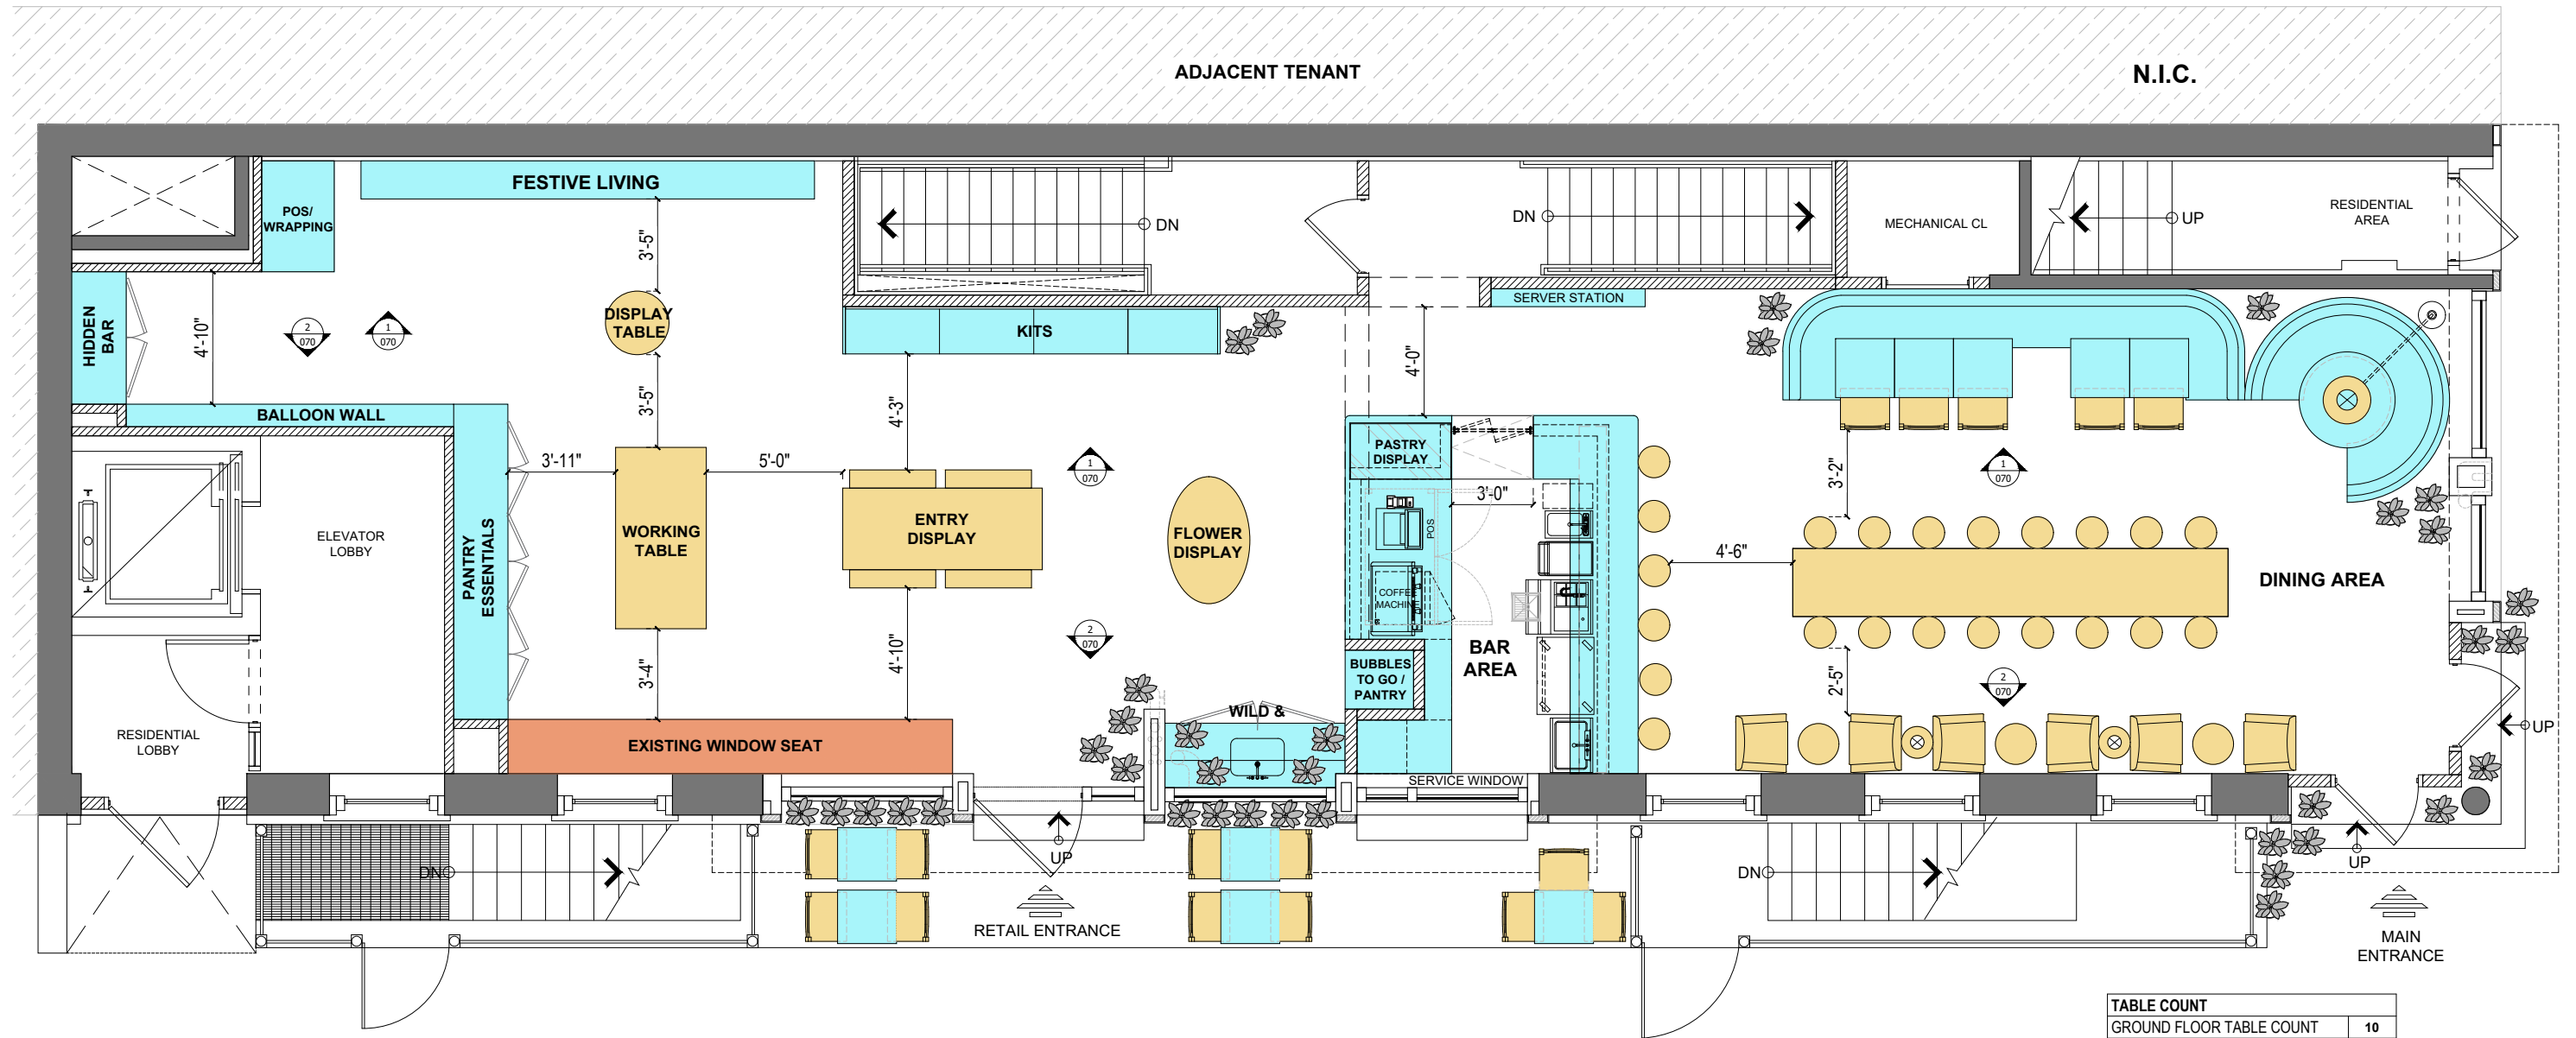 ADJACENT TENANT
N.I.C.
FESTIVE LIVING
POS/
WRAPPING
DN
DN
MECHANICAL CL
UP
RESIDENTIAL
AREA
3'-5"
SERVER STATION
HIDDEN
BAR
4'-10"
2
070
1
070
DISPLAY
TABLE
KITS
3'-5"
4'-3"
4'-0"
BALLOON WALL
PASTRY
DISPLAY
3'-11"
5'-0"
1
070
3'-0"
3'-2"
1
070
PANTRY
ESSENTIALS
ELEVATOR
LOBBY
WORKING
TABLE
ENTRY
DISPLAY
FLOWER
DISPLAY
POS
4'-6"
DINING AREA
COFFE
MACHINE
3'-4"
4'-10"
2
070
BAR
AREA
BUBBLES
TO GO /
PANTRY
2'-5"
2
070
WILD &
RESIDENTIAL
LOBBY
EXISTING WINDOW SEAT
SERVICE WINDOW
UP
UP
UP
DN
DN
RETAIL ENTRANCE
MAIN
ENTRANCE
TABLE COUNT
GROUND FLOOR TABLE COUNT 10